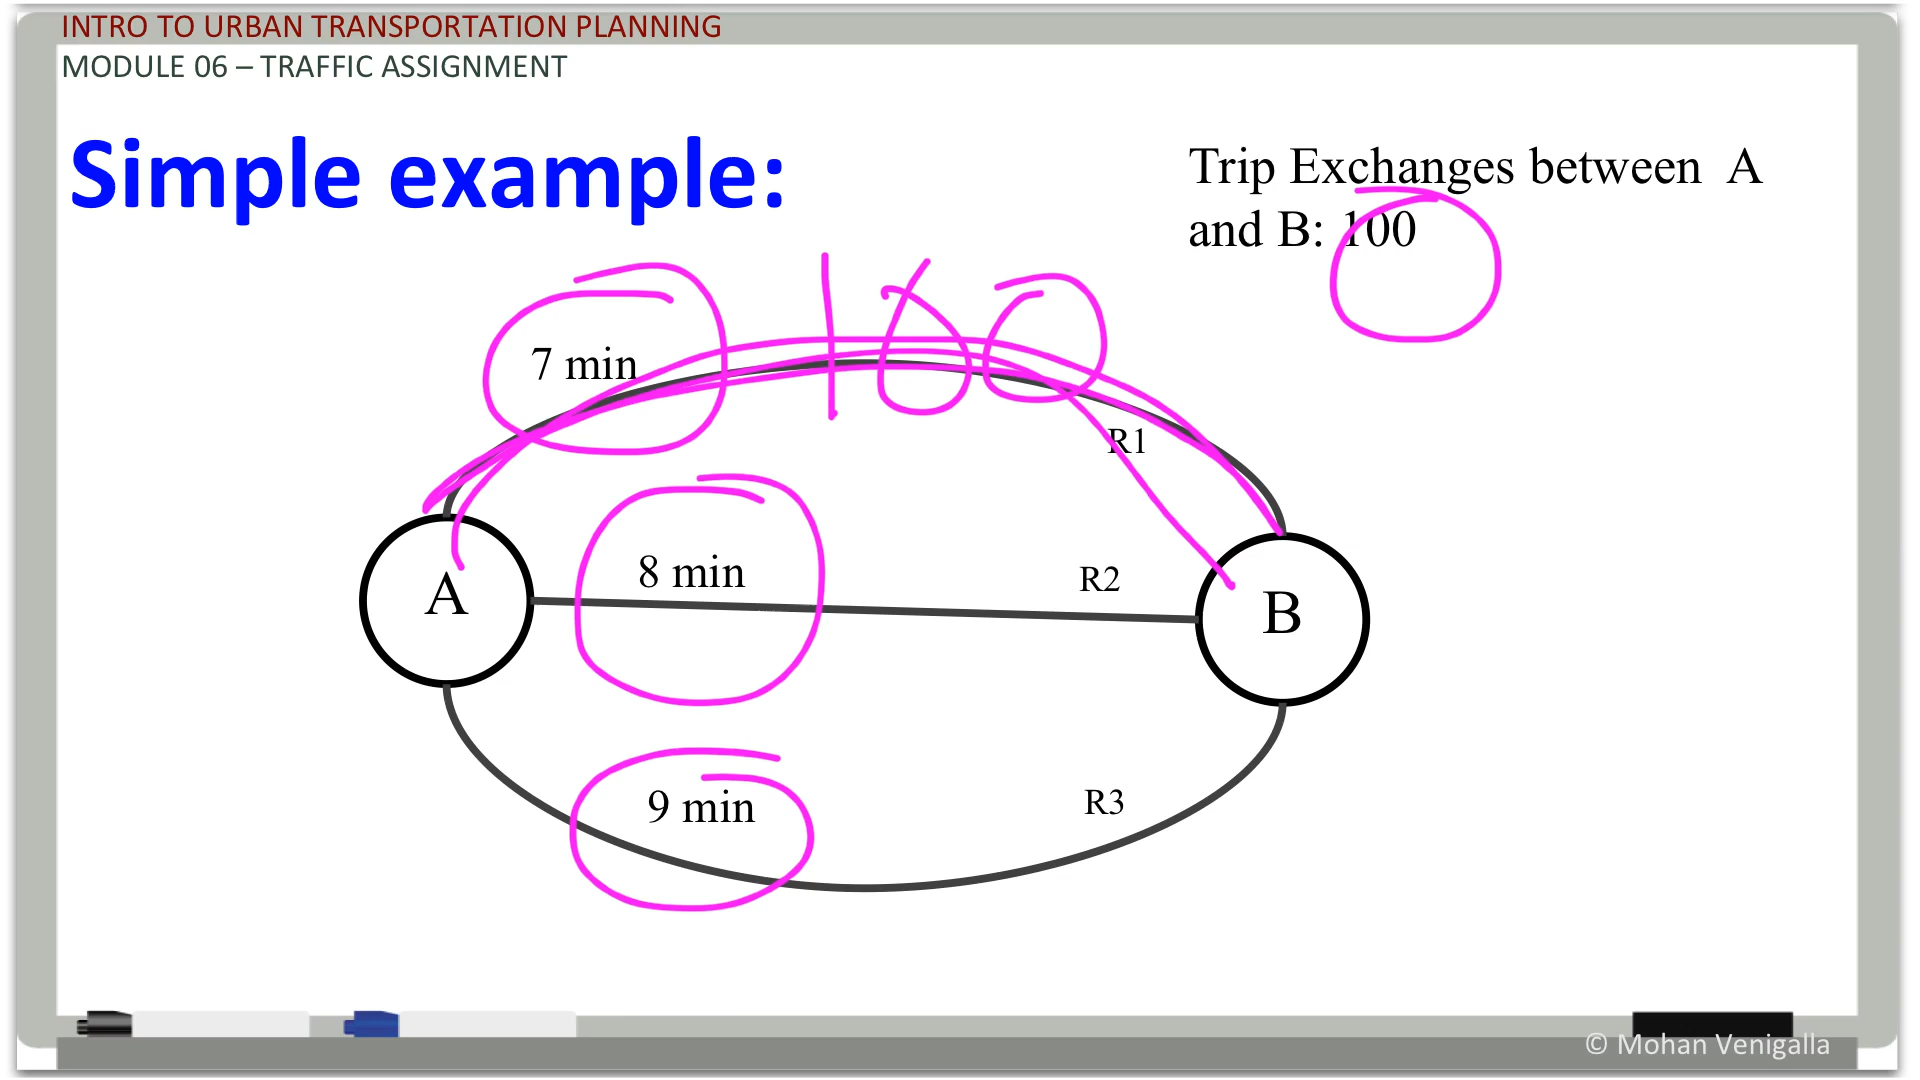 INTRO TO URBAN TRANSPORTATION PLANNING
MODULE 06 – TRAFFIC ASSIGNMENT
Simple example:
Trip Exchanges between A
and B: 100
100
7 min
R1
8 min
R2
A
B
9 min
R3
© Mohan Venigalla